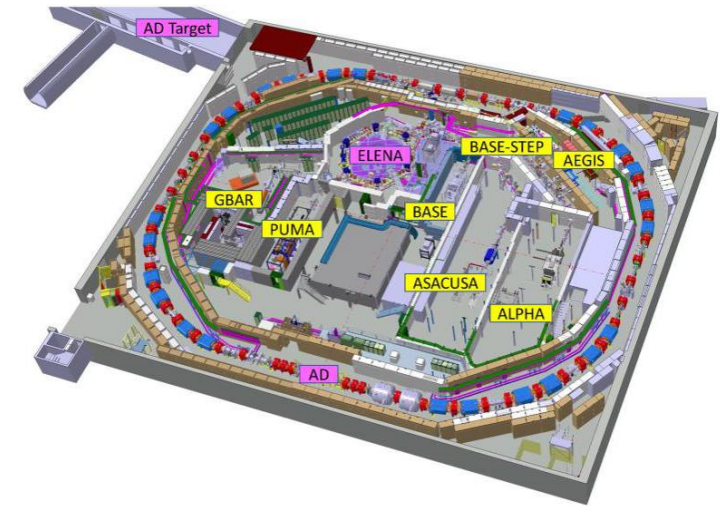 AD Target
ELENA
BASE-STEP
AEGIS
GBAR
PUMA
BASE
ASACUSA
ALPHA
AD